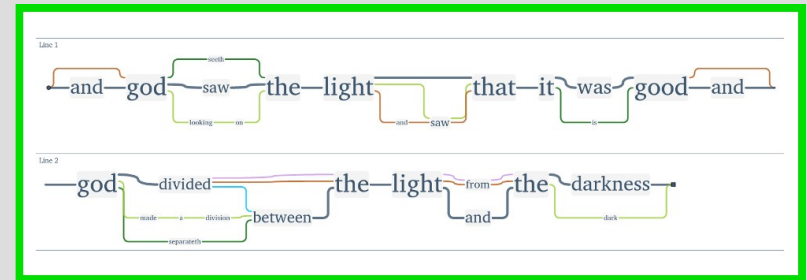 Line 1
seeth
and god saw the light that it was good and
looking on and saw is
Line 2
god divided the light from the darkness
made a division between and dark
separateth